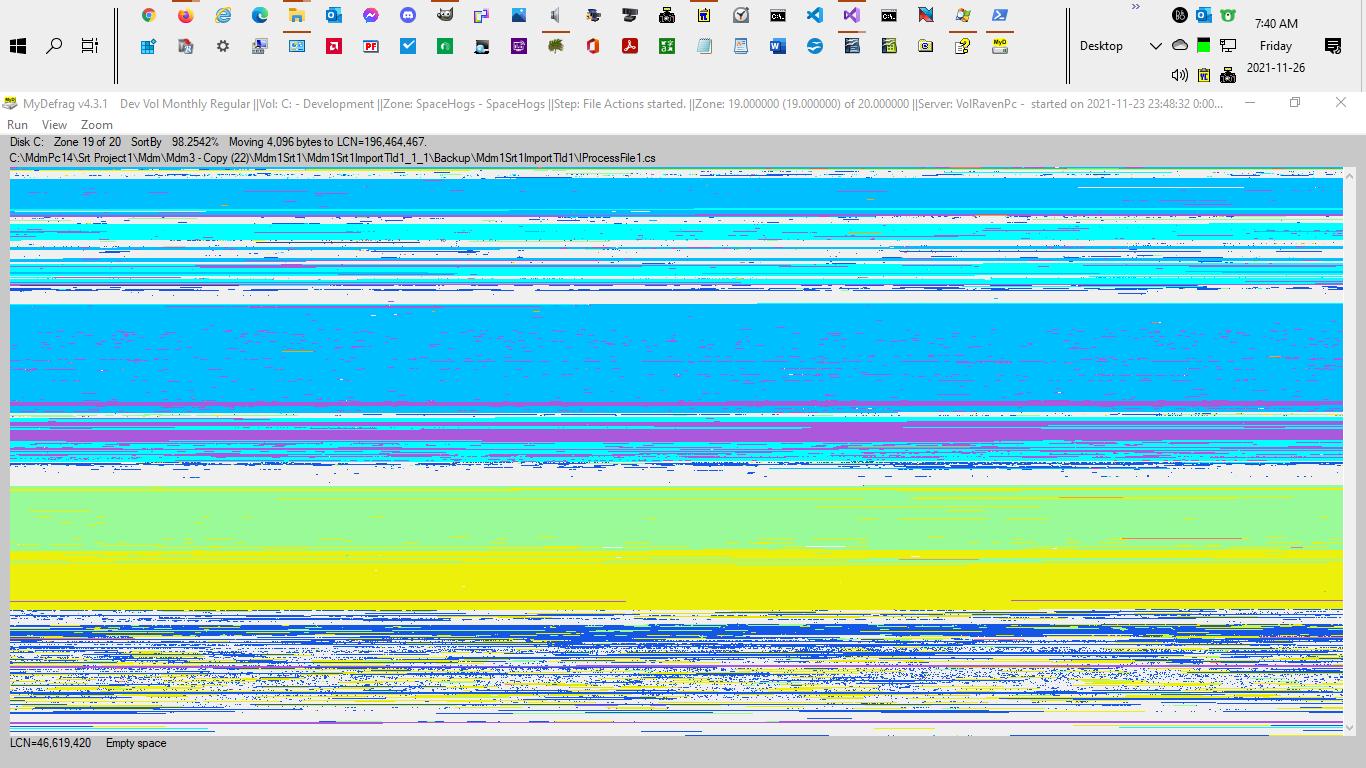 7:40 AM
Desktop
Friday
2021-11-26
MyDefrag v4.3.1 Dev Vol Monthly Regular ||Vol: C: - Development ||Zone: SpaceHogs - SpaceHogs ||Step: File Actions started. ||Zone: 19.000000 (19.000000) of 20.000000 ||Server: VolRavenPc - started on 2021-11-23 23:48:32 0:00...
Run View Zoom
Disk C: Zone 19 of 20 SortBy 98.2542% Moving 4,096 bytes to LCN=196,464,467.
C:\MdmPc14\Srt Project1\Mdm\Mdm3 - Copy (22)\Mdm1Srt1\Mdm1Srt1ImportTld1_1_1\Backup\Mdm1Srt1ImportTld1\IProcessFile1.cs
LCN=46,619,420 Empty space